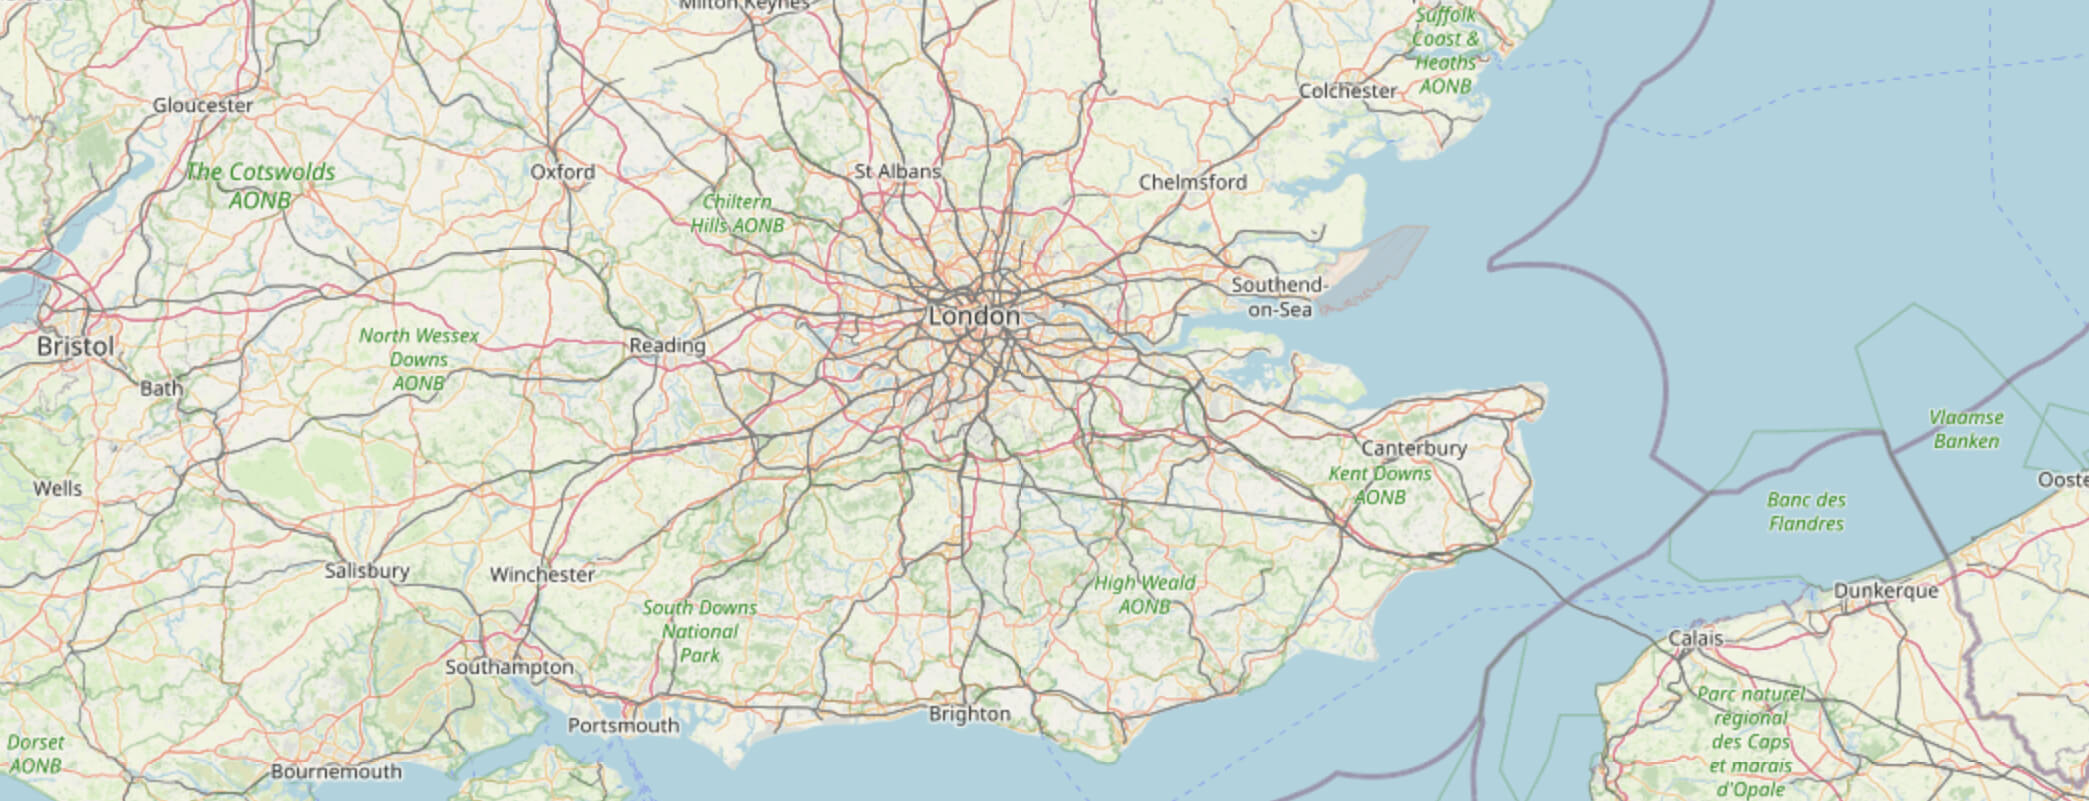 Milton Keynes
Suffolk
Coast &
Heaths
AONB
Gloucester
Colchester
The Cotswolds
AONB
Oxford
St Albans
Chelmsford
Chiltern
Hills AONB
Southend-
on-Sea
London
North Wessex
Downs
AONB
Reading
Bristol
Bath
Vlaamse
Banken
Canterbury
Kent Downs
AONB
Wells
Ooste
Banc des
Flandres
Salisbury
Winchester
High Weald
AONB
Dunkerque
South Downs
National
Park
Calais
Southampton
Parc naturel
régional
des Caps
et marais
d'Opale
Portsmouth
Brighton
Dorset
AONB
Bournemouth